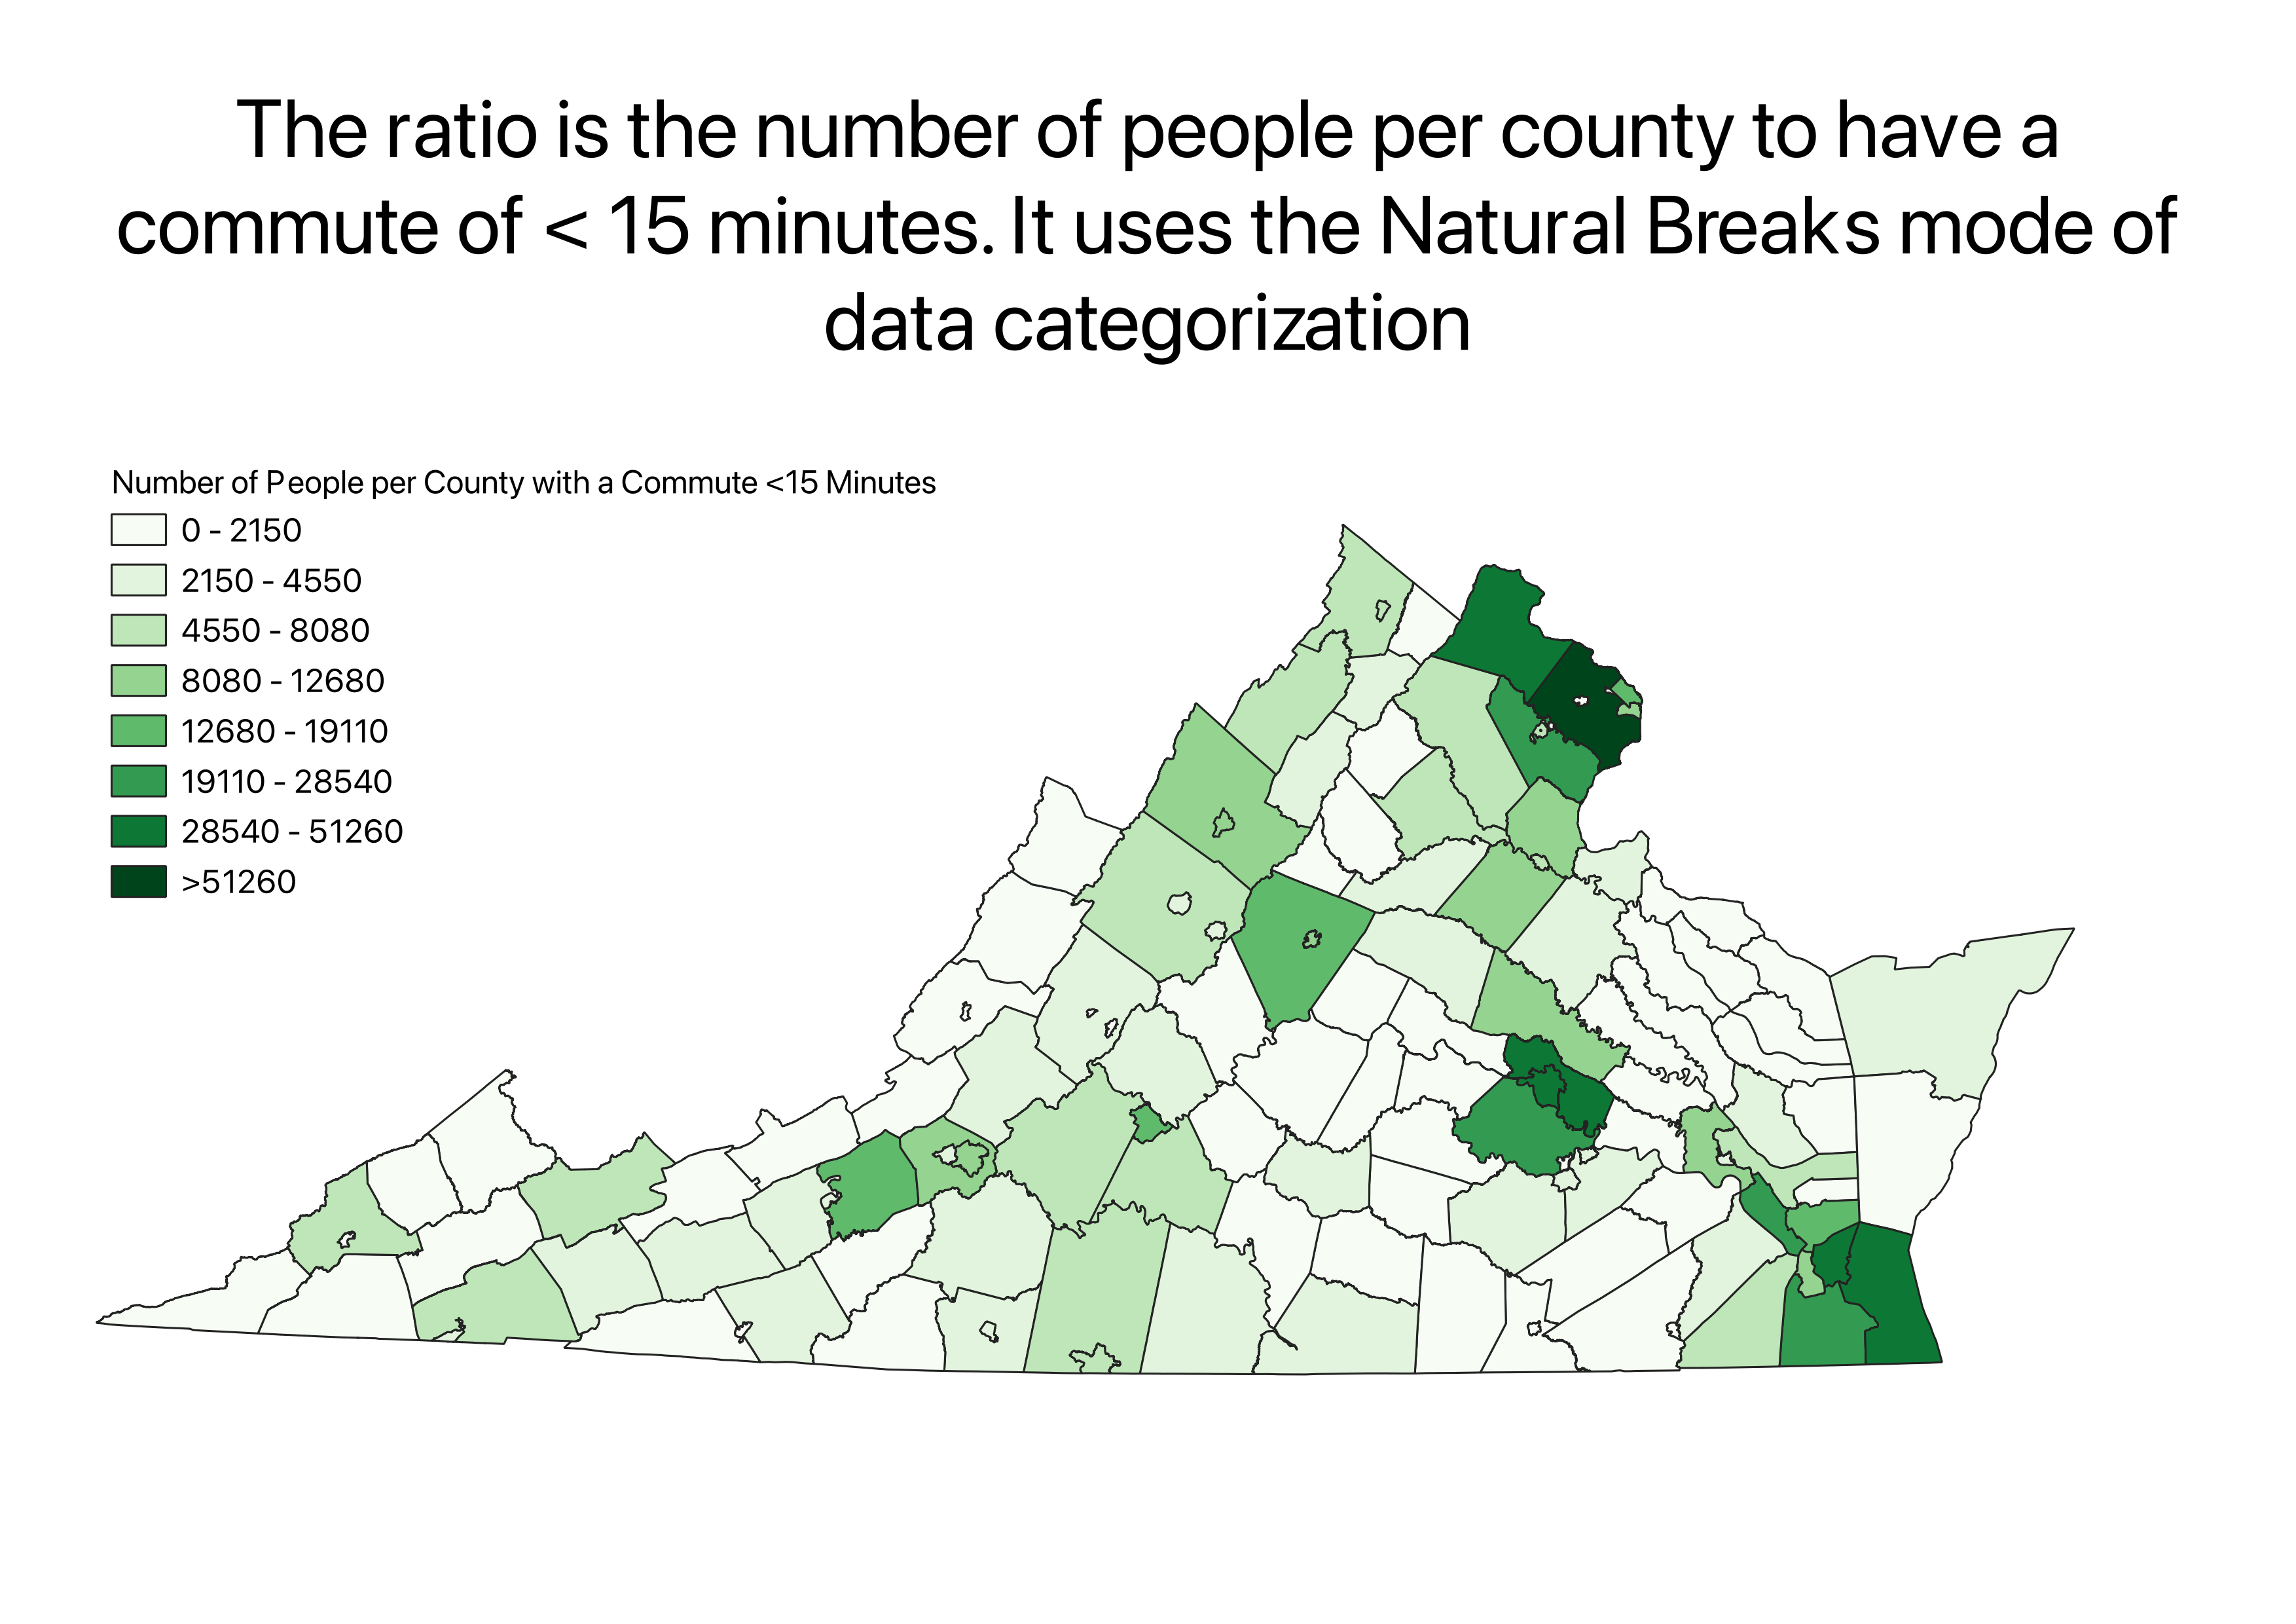 The ratio is the number of people per county to have a
commute of < 15 minutes. It uses the Natural Breaks mode of
data categorization
Number of People per County with a Commute <15 Minutes
0 - 2150
2150 - 4550
4550 - 8080
8080 - 12680
12680 - 19110
19110 - 28540
28540 - 51260
>51260